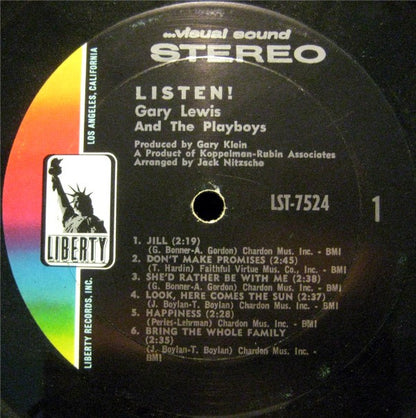 ...visual sound
STEREO
LISTEN!
Gary Lewis
And The Playboys
Produced by Gary Klein
A Product of Koppelman-Rubin Associates
Arranged by Jack Nitzsche
LST-7524
1
1. JILL (2:19)
(G. Bonner-A. Gordon) Chardon Mus. Inc. - BMI
2. DON'T MAKE PROMISES (2:45)
(T. Hardin) Faithful Virtue Mus. Co., Inc. - BMI
3. SHE'D RATHER BE WITH ME (2:38)
(G. Bonner-A. Gordon) Chardon Mus. Inc. - BMI
4. LOOK, HERE COMES THE SUN (2:37)
(J. Boylan-T. Boylan) Chardon Mus. Inc. - BMI
5. HAPPINESS (2:28)
(Peris-Lehrman) Chardon Mus. Inc. - BMI
6. BRING THE WHOLE FAMILY
(2:35)
(J. Boylan-T. Boylan) Chardon Mus. Inc. -
BMI
LOS ANGELES, CALIFORNIA
LIBERTY
LIBERTY RECORDS, INC.